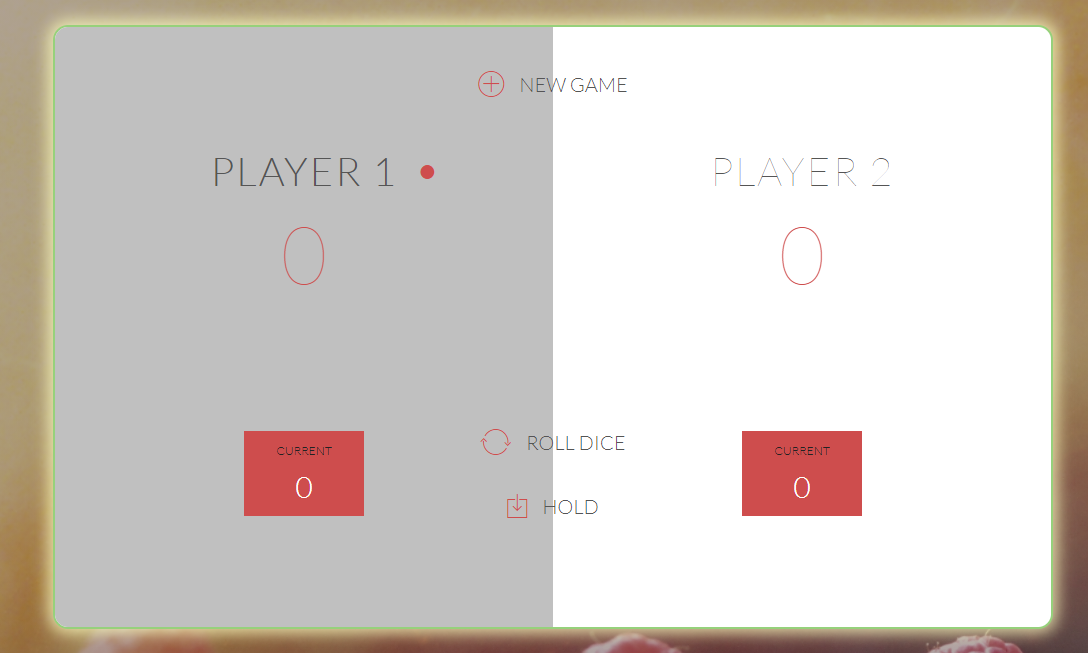 NEW GAME
PLAYER 1
PLAYER 2
0
0
ROLL DICE
CURRENT
0
CURRENT
0
HOLD